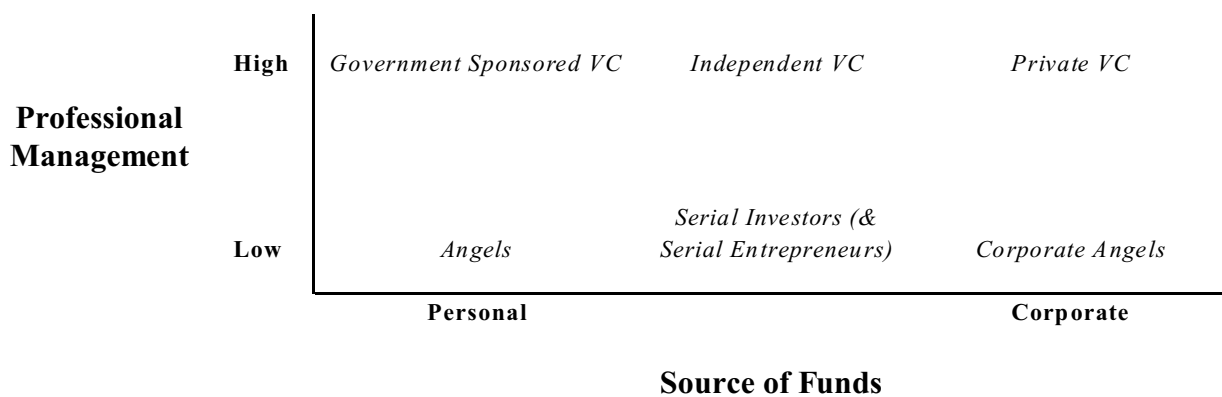 High Government Sponsored VC Independent VC Private VC
Professional
Management
Serial Investors (&
Low Angels Serial Entrepreneurs) Corporate Angels
Personal Corporate
Source of Funds